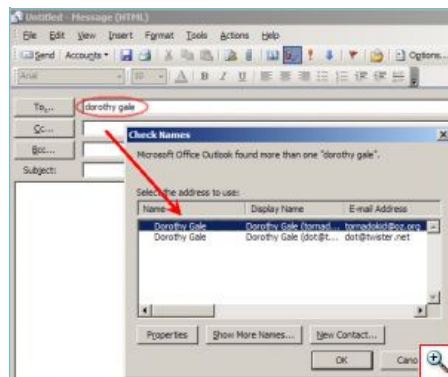 Untitled - Message (HTML)
File Edit View Insert Format Tools Actions Help
Send Accounts Options...
Arial 10 A B I U
To... dorothy gale
Cc...
Bcc...
Subject:
Check Names X
Microsoft Office Outlook found more than one "dorothy gale".
Select the address to use:
Name Display Name E-mail Address
Dorothy Gale Dorothy Gale (tornad... tornadokid@oz.org
Dorothy Gale Dorothy Gale (dot@t... dot@twister.net
Properties Show More Names... New Contact...
OK Canc